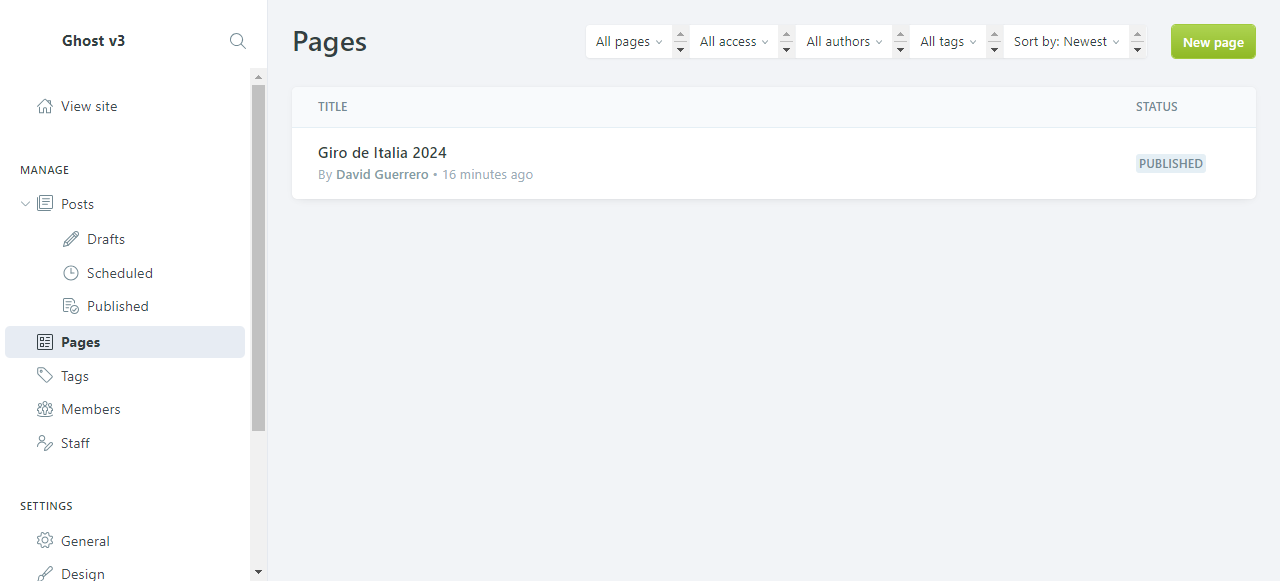 Ghost v3
View site
MANAGE
Posts
Drafts
Scheduled
Published
Pages
Tags
Members
Staff
SETTINGS
General
Design
Pages
All pages
All access
All authors
All tags
Sort by: Newest
New page
TITLE
STATUS
Giro de Italia 2024
By David Guerrero • 16 minutes ago
PUBLISHED